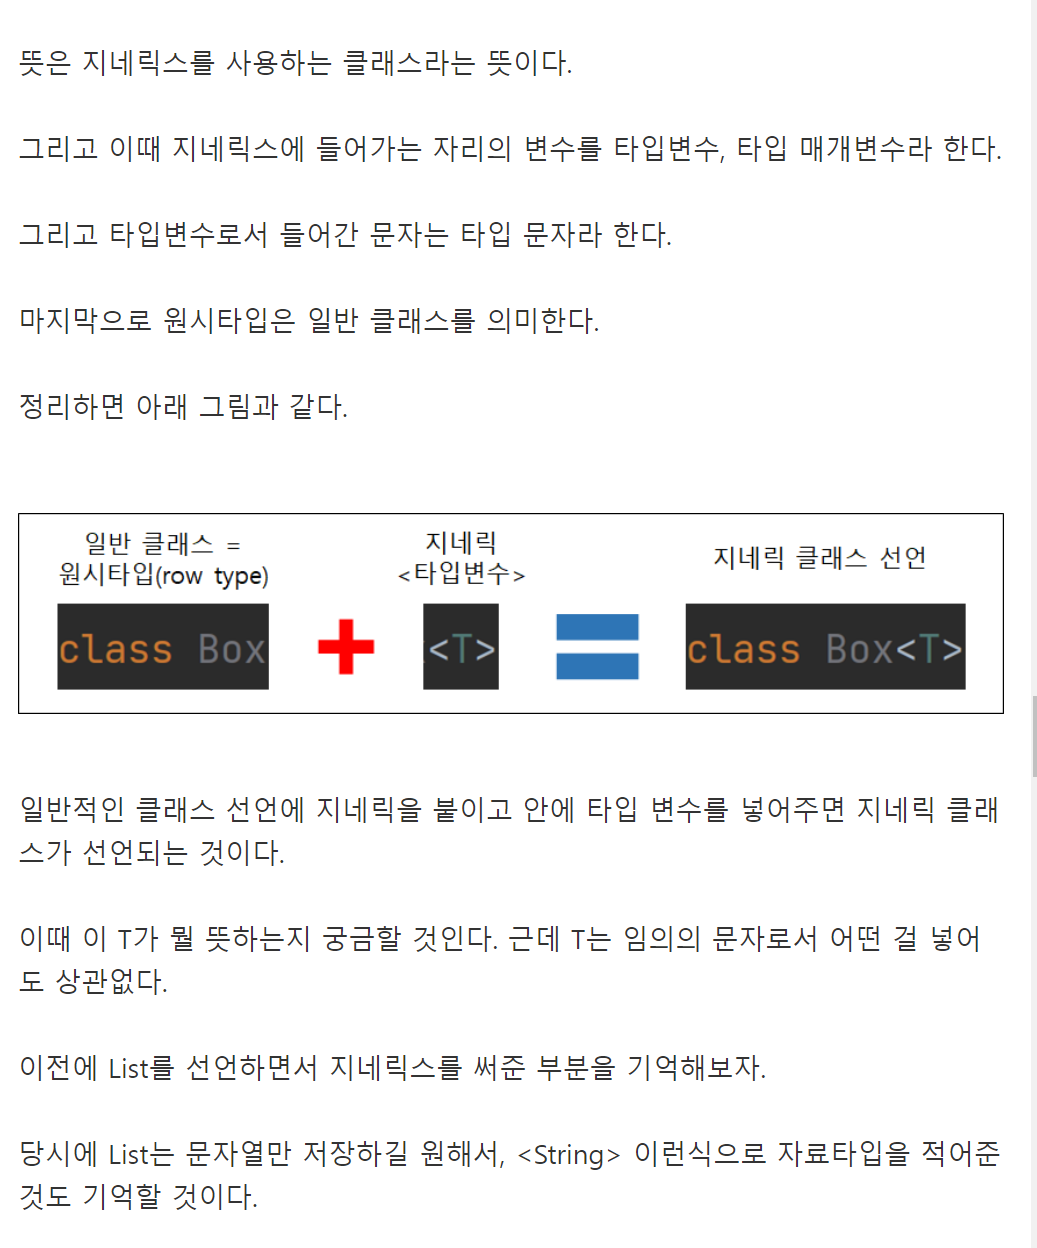 뜻은 지네릭스를 사용하는 클래스라는 뜻이다.
그리고 이때 지네릭스에 들어가는 자리의 변수를 타입변수, 타입 매개변수라 한다.
그리고 타입변수로서 들어간 문자는 타입 문자라 한다.
마지막으로 원시타입은 일반 클래스를 의미한다.
정리하면 아래 그림과 같다.
일반 클래스 =
원시타입(row type)
class Box
지네릭
<타입변수>
<T>
지네릭 클래스 선언
class Box<T>
일반적인 클래스 선언에 지네릭을 붙이고 안에 타입 변수를 넣어주면 지네릭 클래
스가 선언되는 것이다.
이때 이 T가 뭘 뜻하는지 궁금할 것인다. 근데 T는 임의의 문자로서 어떤 걸 넣어
도 상관없다.
이전에 List를 선언하면서 지네릭스를 써준 부분을 기억해보자.
당시에 List는 문자열만 저장하길 원해서, <String> 이런식으로 자료타입을 적어준
것도 기억할 것이다.